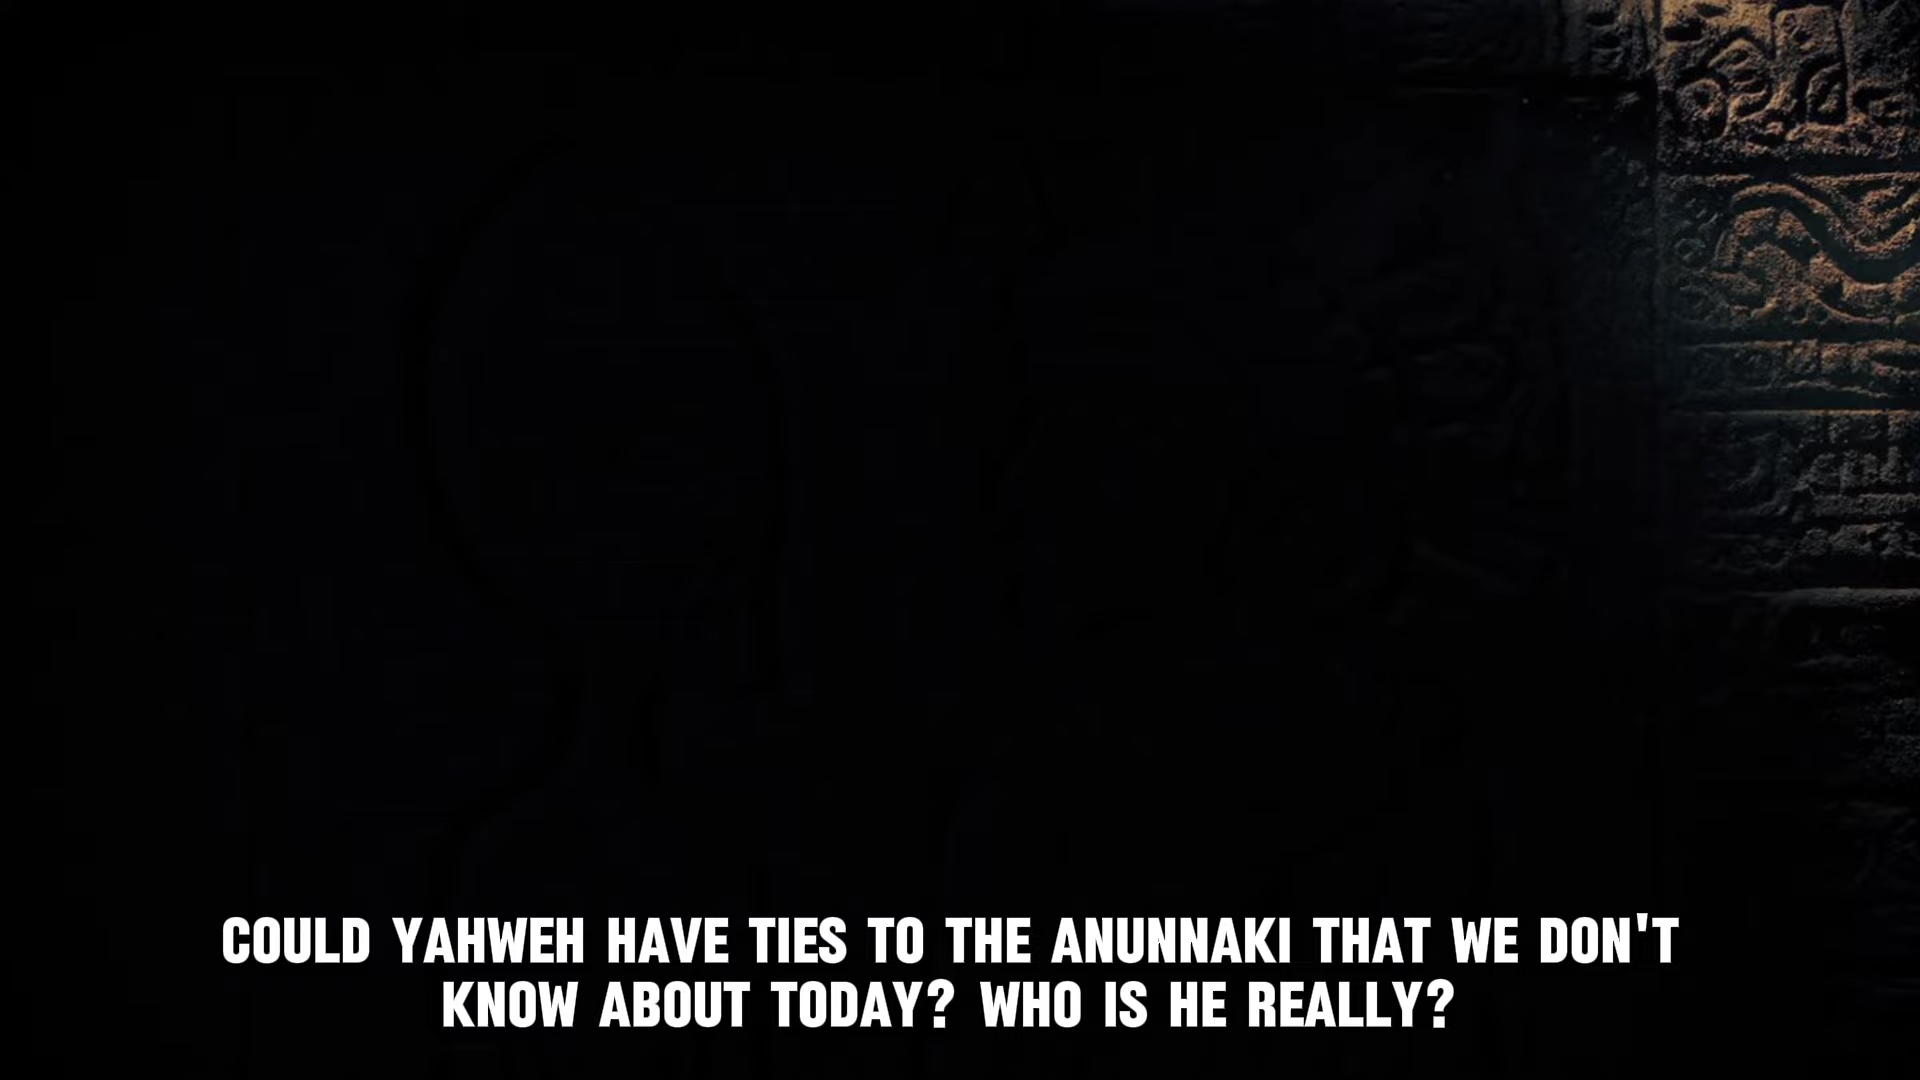 COULD YAHWEH HAVE TIES TO THE ANUNNAKI THAT WE DON'T
KNOW ABOUT TODAY? WHO IS HE REALLY?